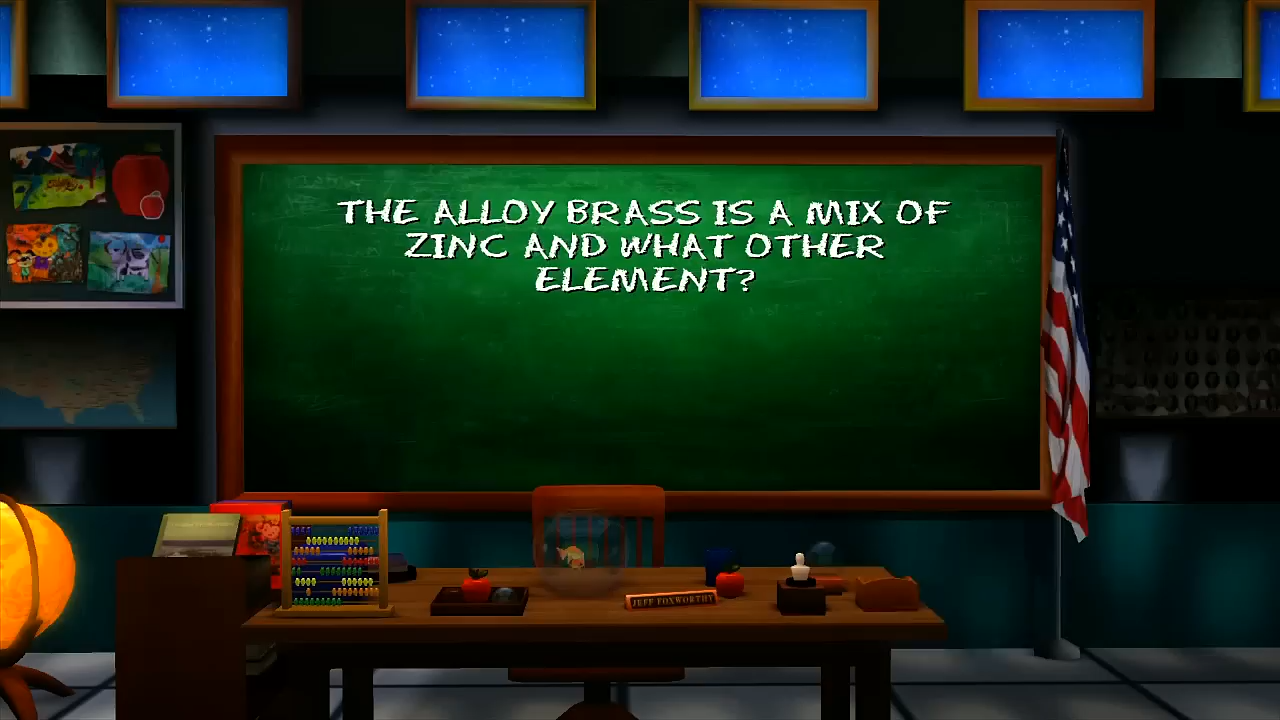 THE ALLOY BRASS IS A MIX OF
ZINC AND WHAT OTHER
ELEMENT?
JEFF FOXWORTHY